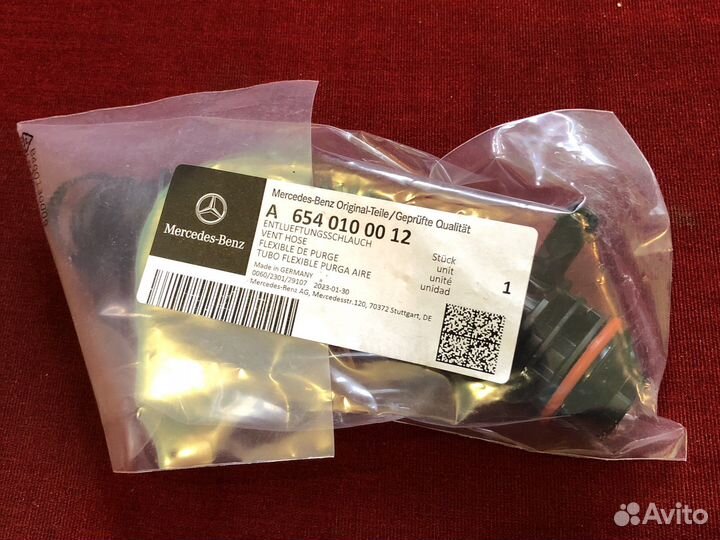 Mercedes-Benz
Mercedes-Benz Original-Teile/Geprüfte Qualität
A 654 010 00 12
ENTLUEFTUNGSSCHLAUCH
VENT HOSE
FLEXIBLE DE PURGE
TUBO FLEXIBLE PURGA AIRE
Made in GERMANY
0060/2301/79107 2023-01-30
Mercedes-Benz AG, Mercedesstr.120, 70372 Stuttgart, DE
Stück
unit
unité
unidad
1
Avito